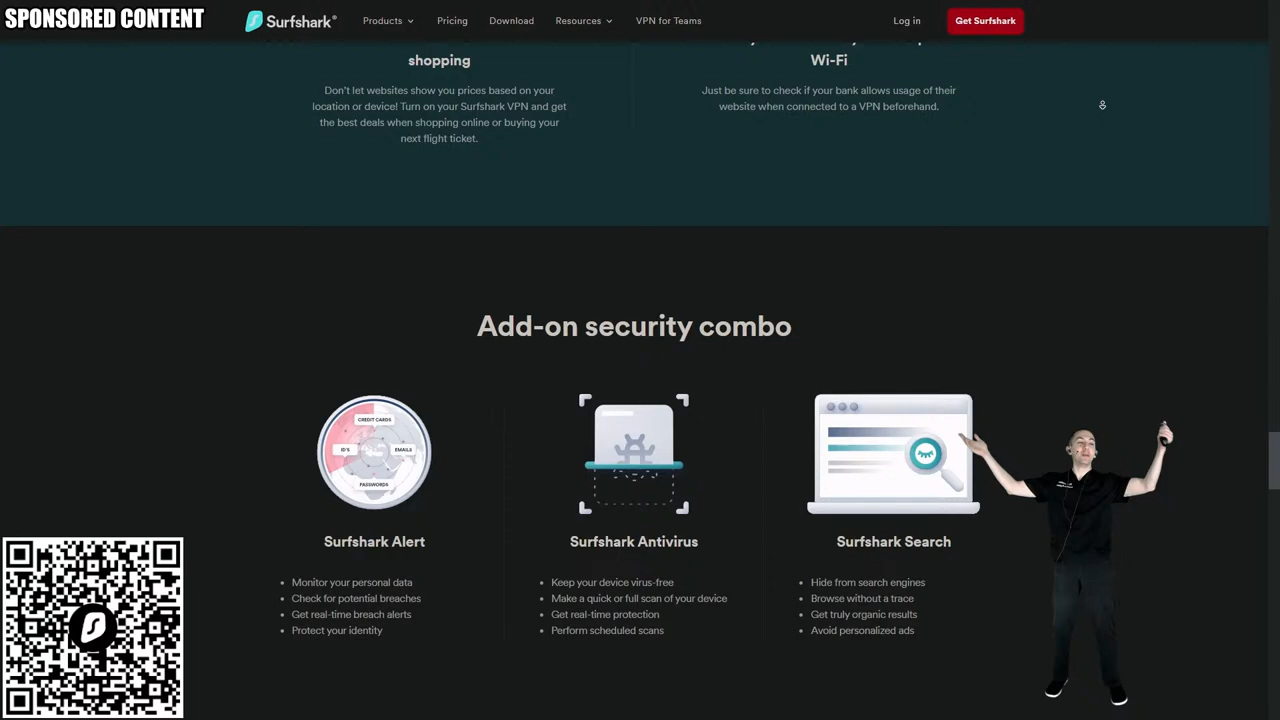 SPONSORED CONTENT
Surfshark®
Products
Pricing
Download
Resources
VPN for Teams
Log in
Get Surfshark
shopping
Don't let websites show you prices based on your
location or device! Turn on your Surfshark VPN and get
the best deals when shopping online or buying your
next flight ticket.
Wi-Fi
Just be sure to check if your bank allows usage of their
website when connected to a VPN beforehand.
Add-on security combo
CREDIT CARDS
ID'S
EMAILS
PASSWORDS
Surfshark Alert
• Monitor your personal data
• Check for potential breaches
• Get real-time breach alerts
• Protect your identity
Surfshark Antivirus
• Keep your device virus-free
• Make a quick or full scan of your device
• Get real-time protection
• Perform scheduled scans
Surfshark Search
• Hide from search engines
• Browse without a trace
• Get truly organic results
• Avoid personalized ads